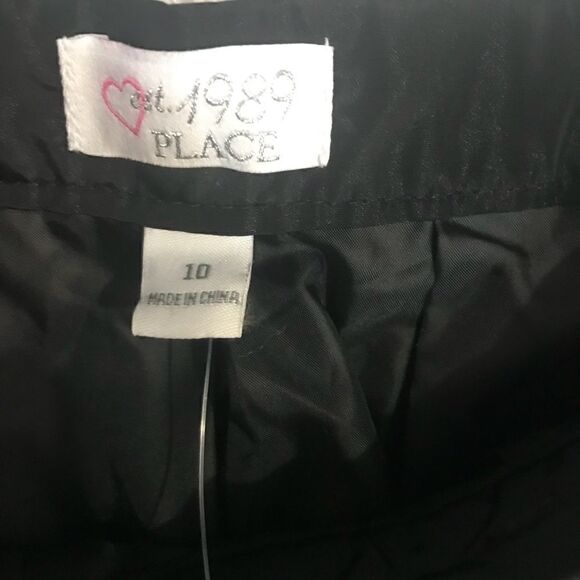 est. 1989
PLACE
10
MADE IN CHINA